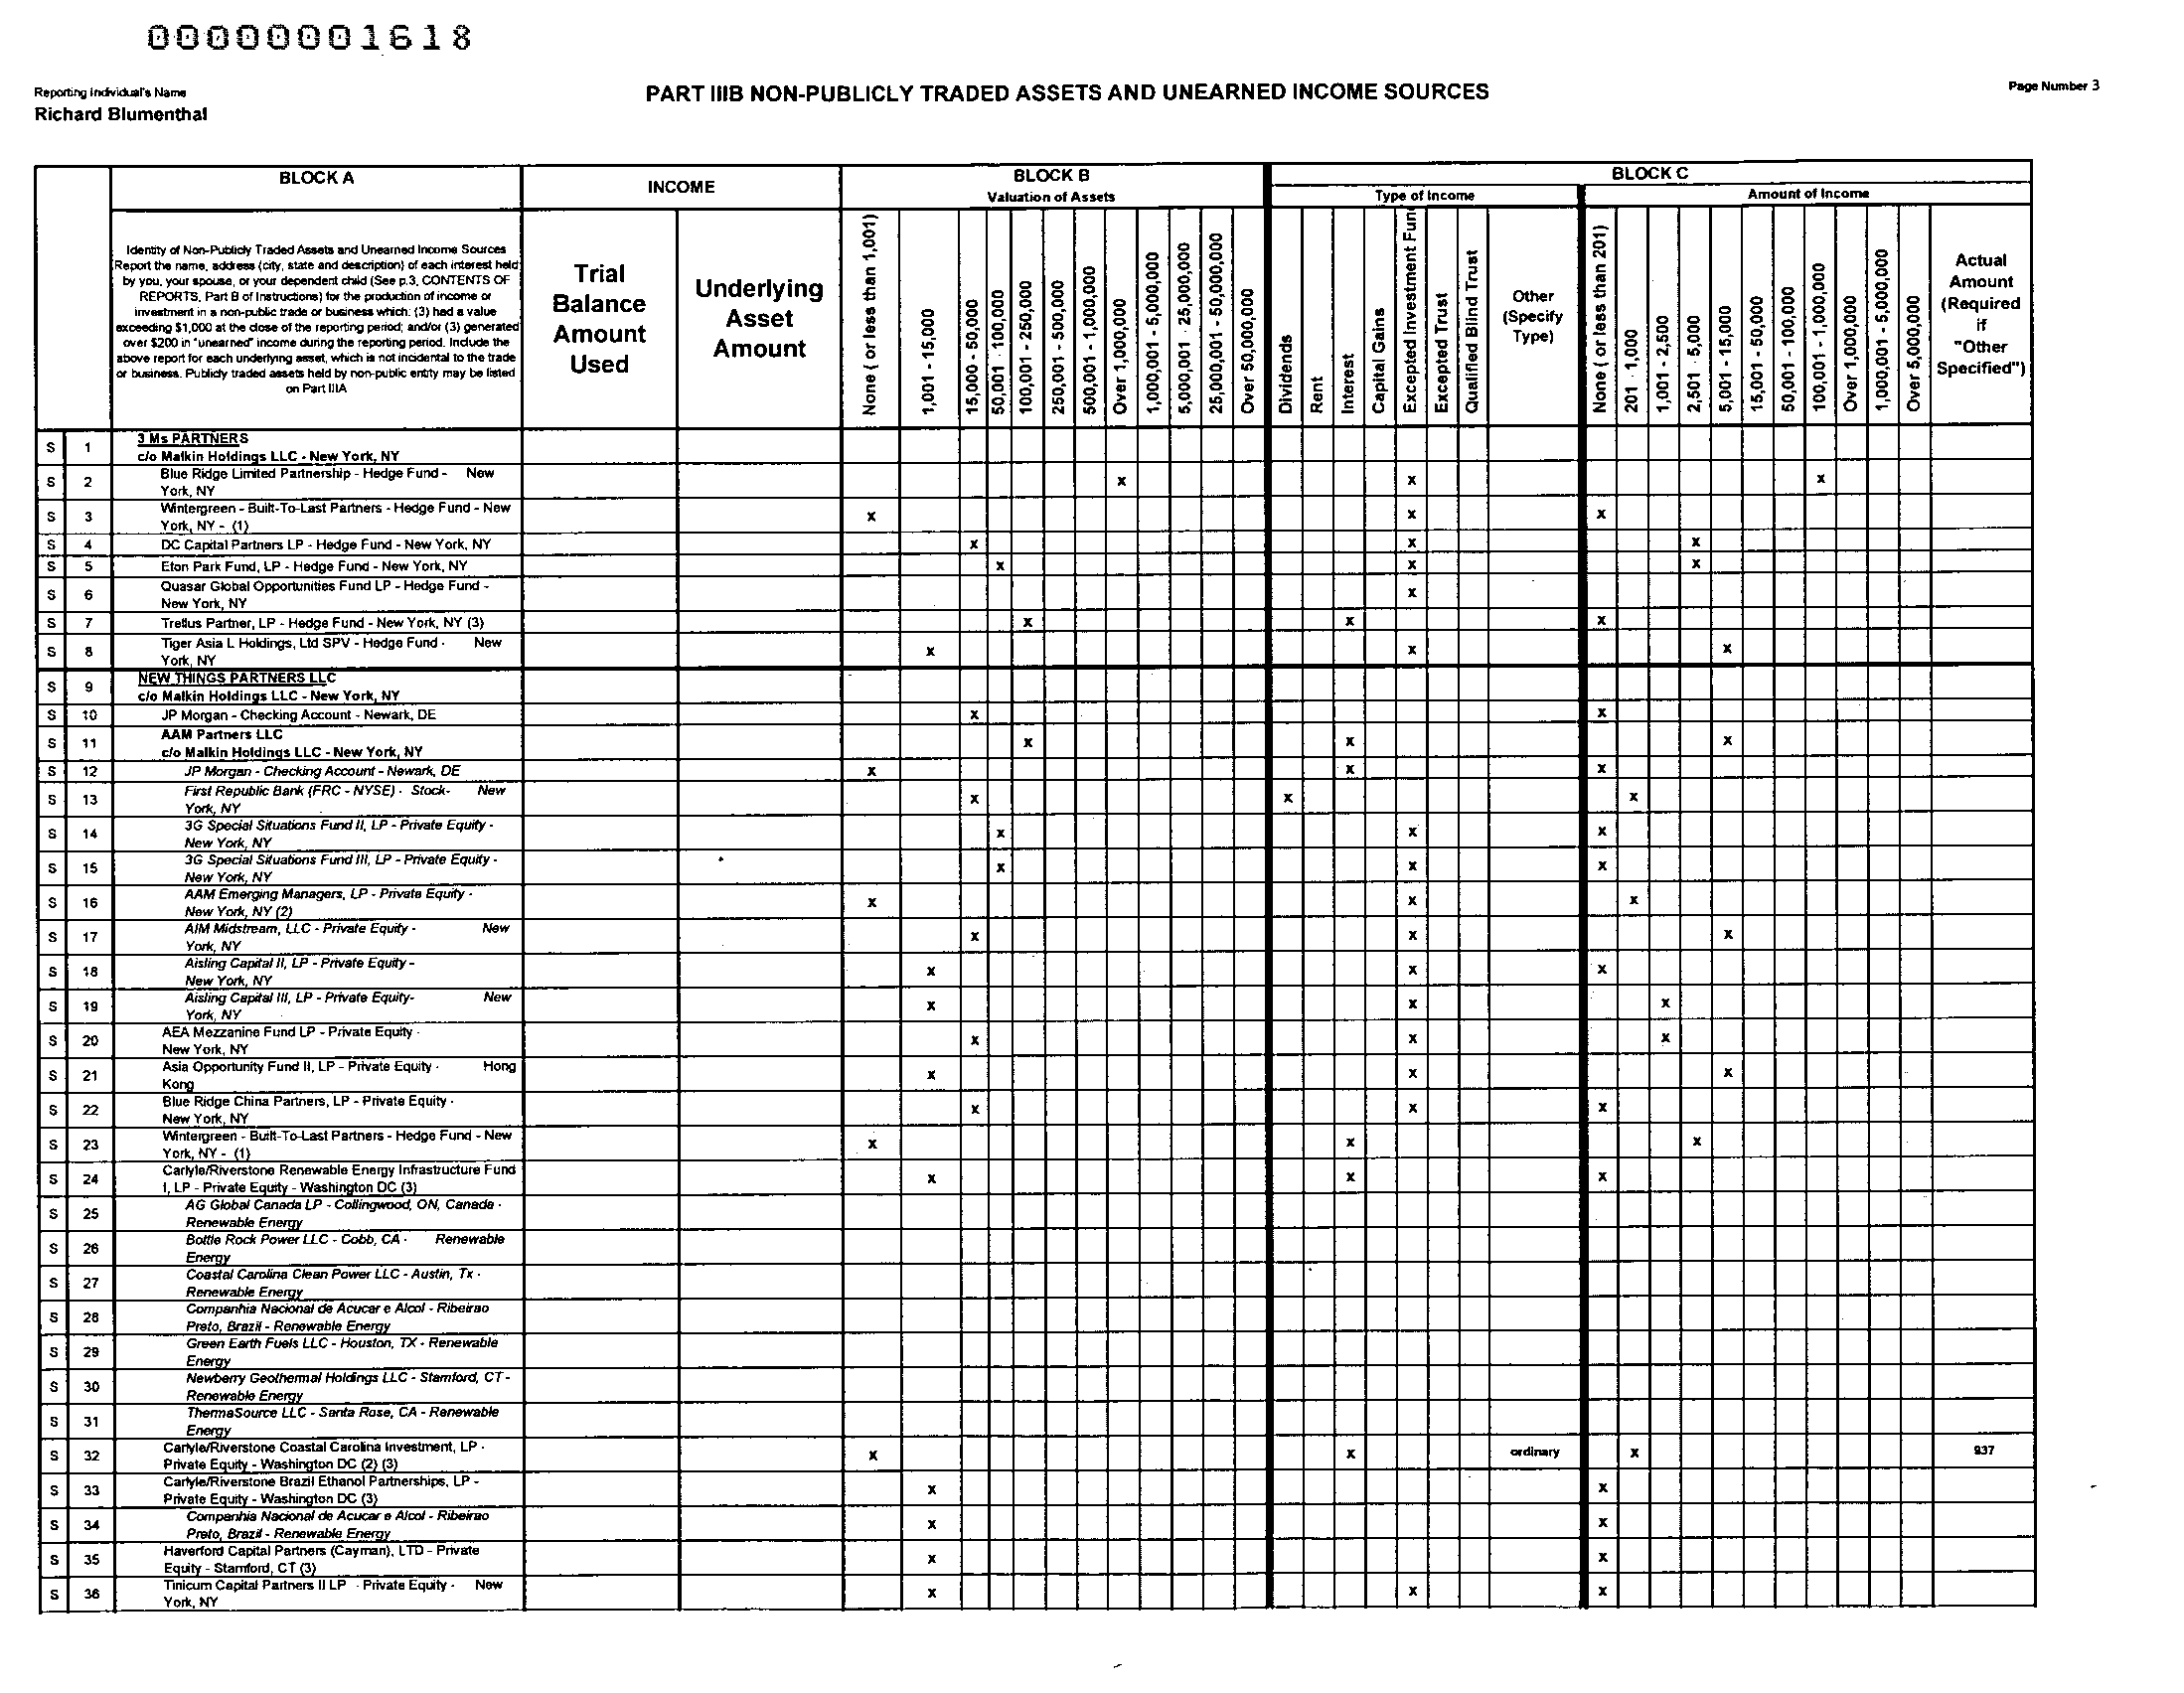 00000001618
Reporting Individual's Name
Richard Blumenthal
PART IIIB NON-PUBLICLY TRADED ASSETS AND UNEARNED INCOME SOURCES
Page Number 3
BLOCK A
INCOME
BLOCK B
Valuation of Assets
BLOCK C
Type of Income
Amount of Income
Identity of Non-Publicly Traded Assets and Unearned Income Sources
Report the name, address (city, state and description) of each interest held
by you, your spouse, or your dependent child (See p.3, CONTENTS OF
REPORTS, Part B of Instructions) for the production of income or
investment in a non-public trade or business which: (3) had a value
exceeding $1,000 at the close of the reporting period; and/or (3) generated
over $200 in "unearned" income during the reporting period. Include the
above report for each underlying asset, which is not incidental to the trade
or business. Publicly traded assets held by non-public entity may be listed
on Part IIIA
Trial
Balance
Amount
Used
Underlying
Asset
Amount
None ( or less than 1,001)
1,001 - 15,000
15,000 - 50,000
50,001 - 100,000
100,001 - 250,000
250,001 - 500,000
500,001 - 1,000,000
Over 1,000,000
1,000,001 - 5,000,000
5,000,001 - 25,000,000
25,000,001 - 50,000,000
Over 50,000,000
Dividends
Rent
Interest
Capital Gains
Excepted Investment Fun
Excepted Trust
Qualified Blind Trust
Other
(Specify
Type)
None ( or less than 201)
201 - 1,000
1,001 - 2,500
2,501 - 5,000
5,001 - 15,000
15,001 - 50,000
50,001 - 100,000
100,001 - 1,000,000
Over 1,000,000
1,000,001 - 5,000,000
Over 5,000,000
Actual
Amount
(Required
if
"Other
Specified")
S 1 3 Ms PARTNERS
c/o Malkin Holdings LLC - New York, NY
S 2 Blue Ridge Limited Partnership - Hedge Fund - New
York, NY x x x
S 3 Wintergreen - Built-To-Last Partners - Hedge Fund - New
York, NY - (1) x x x
S 4 DC Capital Partners LP - Hedge Fund - New York, NY x x x
S 5 Eton Park Fund, LP - Hedge Fund - New York, NY x x x
S 6 Quasar Global Opportunities Fund LP - Hedge Fund -
New York, NY x
S 7 Trellus Partner, LP - Hedge Fund - New York, NY (3) x x x
S 8 Tiger Asia L Holdings, Ltd SPV - Hedge Fund - New
York, NY x x x
S 9 NEW THINGS PARTNERS LLC
c/o Malkin Holdings LLC - New York, NY
S 10 JP Morgan - Checking Account - Newark, DE x x
S 11 AAM Partners LLC
c/o Malkin Holdings LLC - New York, NY x x x
S 12 JP Morgan - Checking Account - Newark, DE x x x
S 13 First Republic Bank (FRC - NYSE) - Stock- New
York, NY x x x
S 14 3G Special Situations Fund II, LP - Private Equity -
New York, NY x x x
S 15 3G Special Situations Fund III, LP - Private Equity -
New York, NY x x x
S 16 AAM Emerging Managers, LP - Private Equity -
New York, NY (2) x x x
S 17 AIM Midstream, LLC - Private Equity - New
York, NY x x x
S 18 Aisling Capital II, LP - Private Equity -
New York, NY x x x
S 19 Aisling Capital III, LP - Private Equity- New
York, NY x x x
S 20 AEA Mezzanine Fund LP - Private Equity -
New York, NY x x x
S 21 Asia Opportunity Fund II, LP - Private Equity - Hong
Kong x x x
S 22 Blue Ridge China Partners, LP - Private Equity -
New York, NY x x x
S 23 Wintergreen - Built-To-Last Partners - Hedge Fund - New
York, NY - (1) x x x
S 24 Carlyle/Riverstone Renewable Energy Infrastructure Fund
I, LP - Private Equity - Washington DC (3) x x x
S 25 AG Global Canada LP - Collingwood, ON, Canada -
Renewable Energy
S 26 Bottle Rock Power LLC - Cobb, CA - Renewable
Energy
S 27 Coastal Carolina Clean Power LLC - Austin, Tx -
Renewable Energy
S 28 Companhia Nacional de Acucar e Alcol - Ribeirao
Preto, Brazil - Renewable Energy
S 29 Green Earth Fuels LLC - Houston, TX - Renewable
Energy
S 30 Newberry Geothermal Holdings LLC - Stamford, CT -
Renewable Energy
S 31 ThermaSource LLC - Santa Rosa, CA - Renewable
Energy
S 32 Carlyle/Riverstone Coastal Carolina Investment, LP -
Private Equity - Washington DC (2) (3) x x ordinary x 937
S 33 Carlyle/Riverstone Brazil Ethanol Partnerships, LP -
Private Equity - Washington DC (3) x x
S 34 Companhia Nacional de Acucar e Alcol - Ribeirao
Preto, Brazil - Renewable Energy x x
S 35 Haverford Capital Partners (Cayman), LTD - Private
Equity - Stamford, CT (3) x x
S 36 Tinicum Capital Partners II LP - Private Equity - New
York, NY x x x